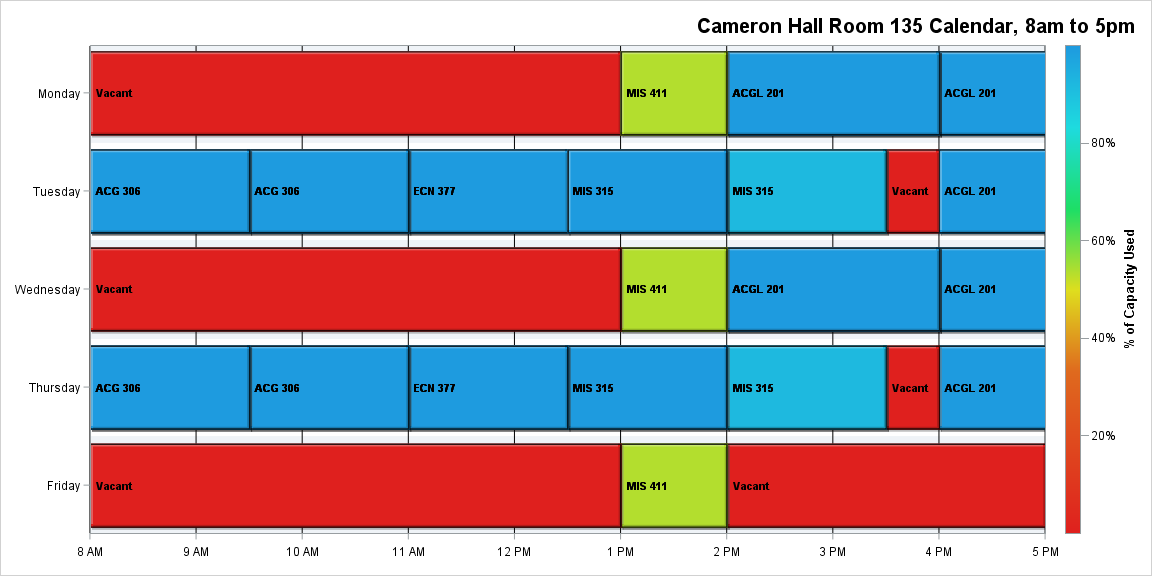 Cameron Hall Room 135 Calendar, 8am to 5pm
Monday
Vacant
MIS 411
ACGL 201
ACGL 201
Tuesday
ACG 306
ACG 306
ECN 377
MIS 315
MIS 315
Vacant
ACGL 201
Wednesday
Vacant
MIS 411
ACGL 201
ACGL 201
Thursday
ACG 306
ACG 306
ECN 377
MIS 315
MIS 315
Vacant
ACGL 201
Friday
Vacant
MIS 411
Vacant
8 AM
9 AM
10 AM
11 AM
12 PM
1 PM
2 PM
3 PM
4 PM
5 PM
80%
60%
40%
20%
% of Capacity Used